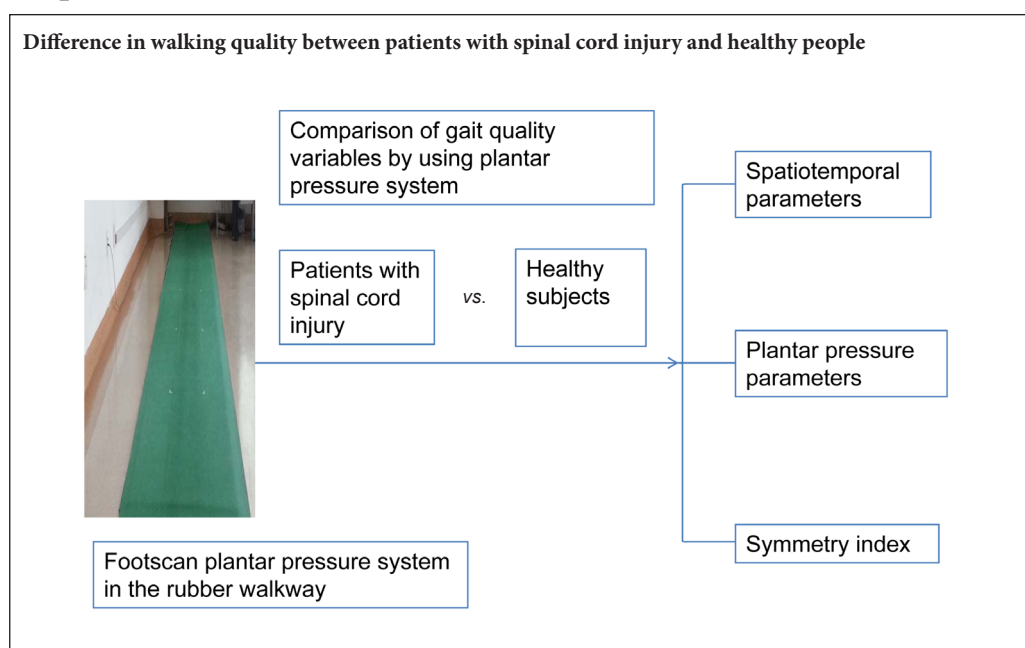 Difference in walking quality between patients with spinal cord injury and healthy people
Comparison of gait quality
variables by using plantar
pressure system
Patients with
spinal cord
injury
vs.
Healthy
subjects
Spatiotemporal
parameters
Plantar pressure
parameters
Symmetry index
Footscan plantar pressure system
in the rubber walkway